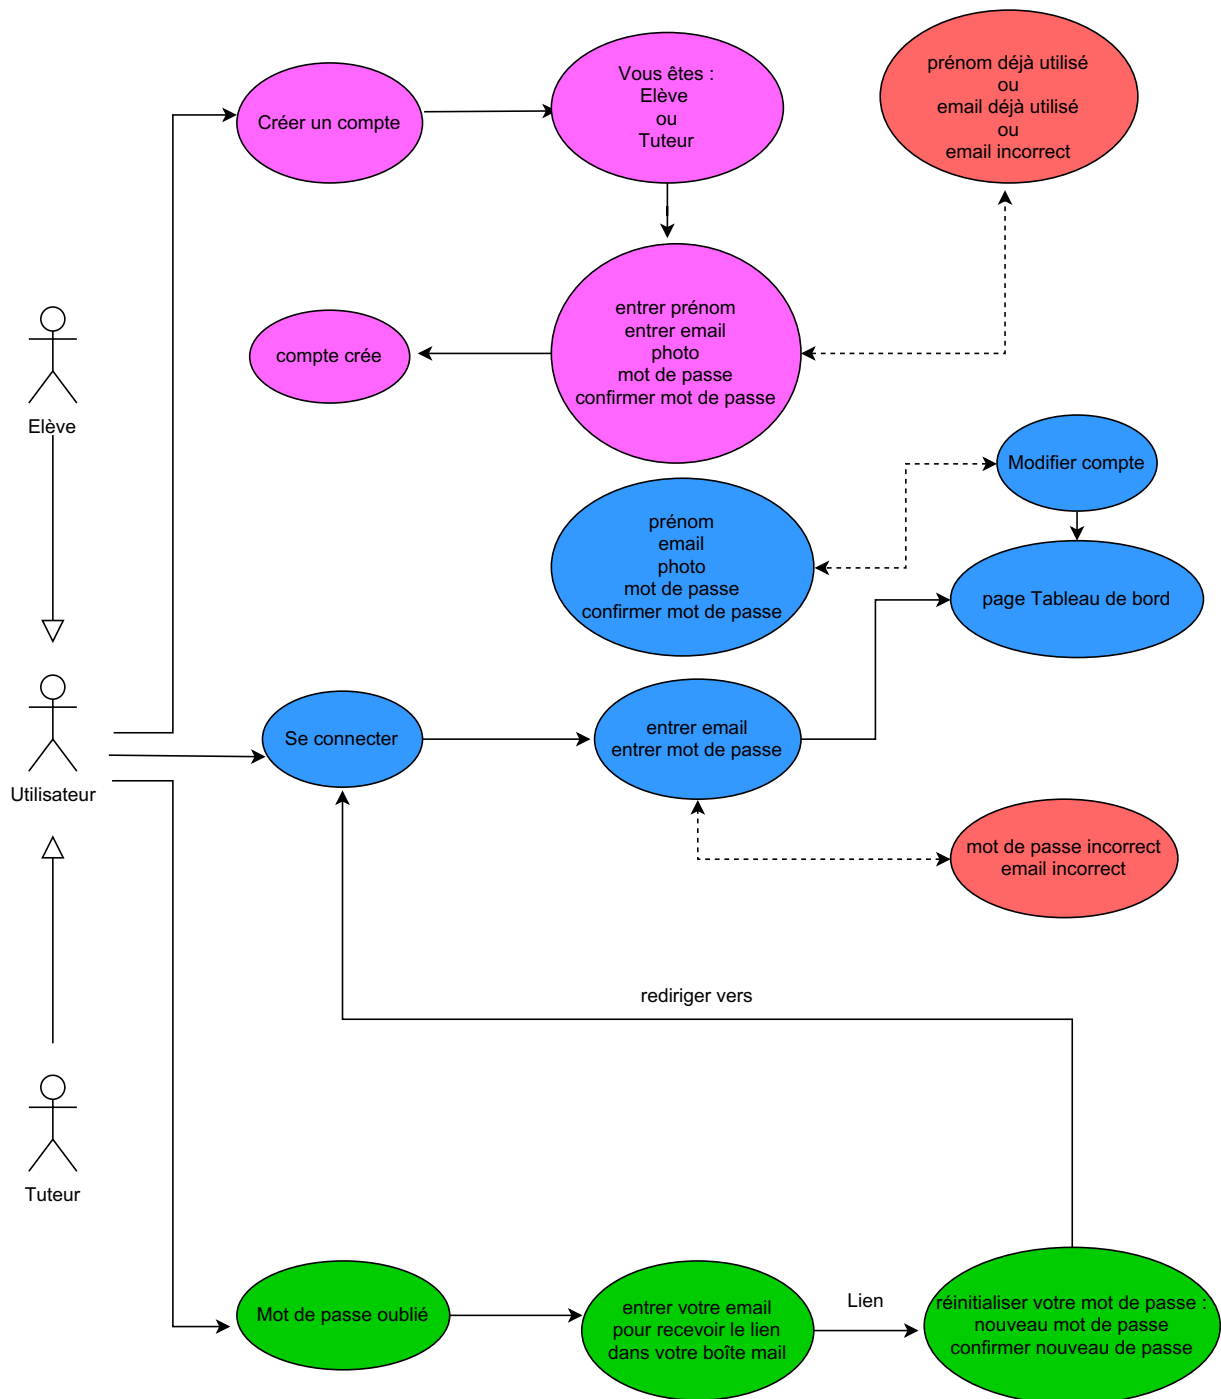 Créer un compte
Vous êtes :
Elève
ou
Tuteur
prénom déjà utilisé
ou
email déjà utilisé
ou
email incorrect
entrer prénom
entrer email
photo
mot de passe
confirmer mot de passe
compte crée
Elève
Modifier compte
prénom
email
photo
mot de passe
confirmer mot de passe
page Tableau de bord
Utilisateur
Se connecter
entrer email
entrer mot de passe
mot de passe incorrect
email incorrect
rediriger vers
Tuteur
Mot de passe oublié
entrer votre email
pour recevoir le lien
dans votre boîte mail
Lien
réinitialiser votre mot de passe :
nouveau mot de passe
confirmer nouveau de passe